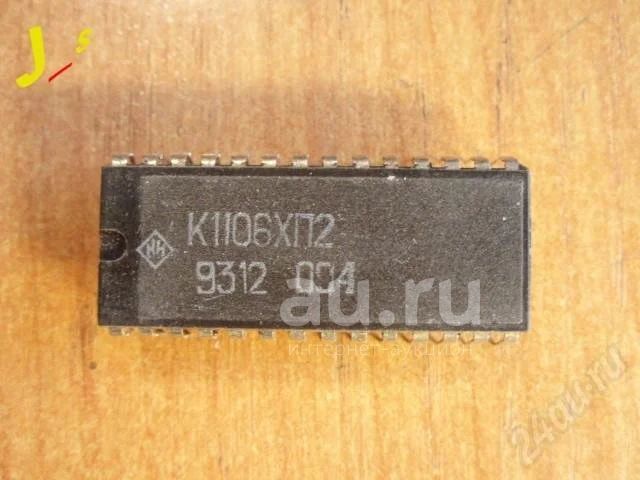 J's
К1106ХП2
9312 004
au.ru
интернет-аукцион
24au.ru